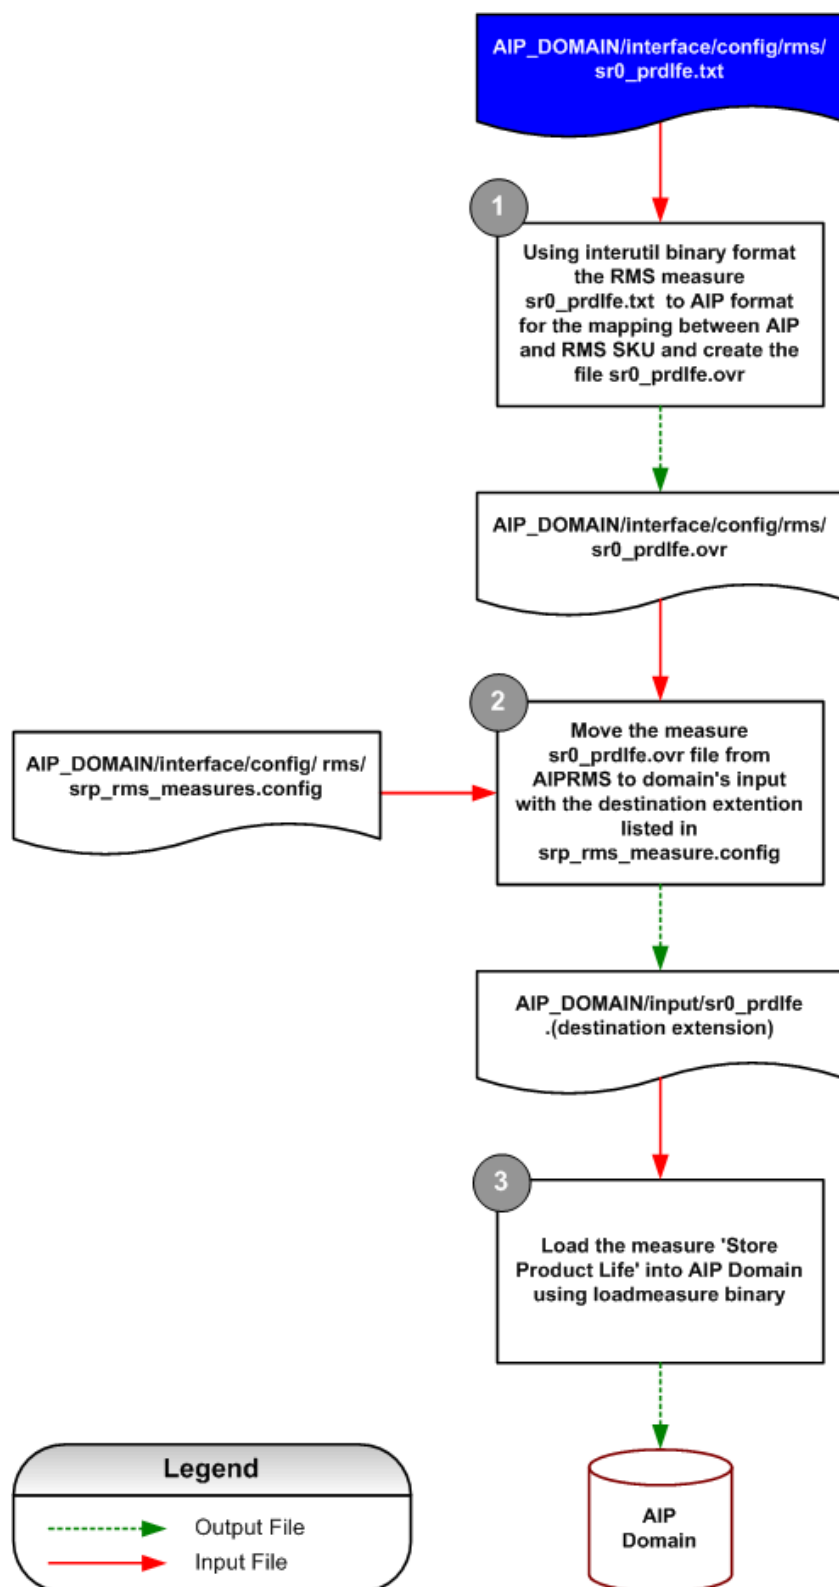 AIP_DOMAIN/interface/config/rms/
sr0_prdlfe.txt
1
Using interutil binary format
the RMS measure
sr0_prdlfe.txt to AIP format
for the mapping between AIP
and RMS SKU and create the
file sr0_prdlfe.ovr
AIP_DOMAIN/interface/config/rms/
sr0_prdlfe.ovr
2
Move the measure
sr0_prdlfe.ovr file from
AIPRMS to domain's input
with the destination extention
listed in
srp_rms_measure.config
AIP_DOMAIN/interface/config/ rms/
srp_rms_measures.config
AIP_DOMAIN/input/sr0_prdlfe
.(destination extension)
3
Load the measure 'Store
Product Life' into AIP Domain
using loadmeasure binary
AIP
Domain
Legend
Output File
Input File